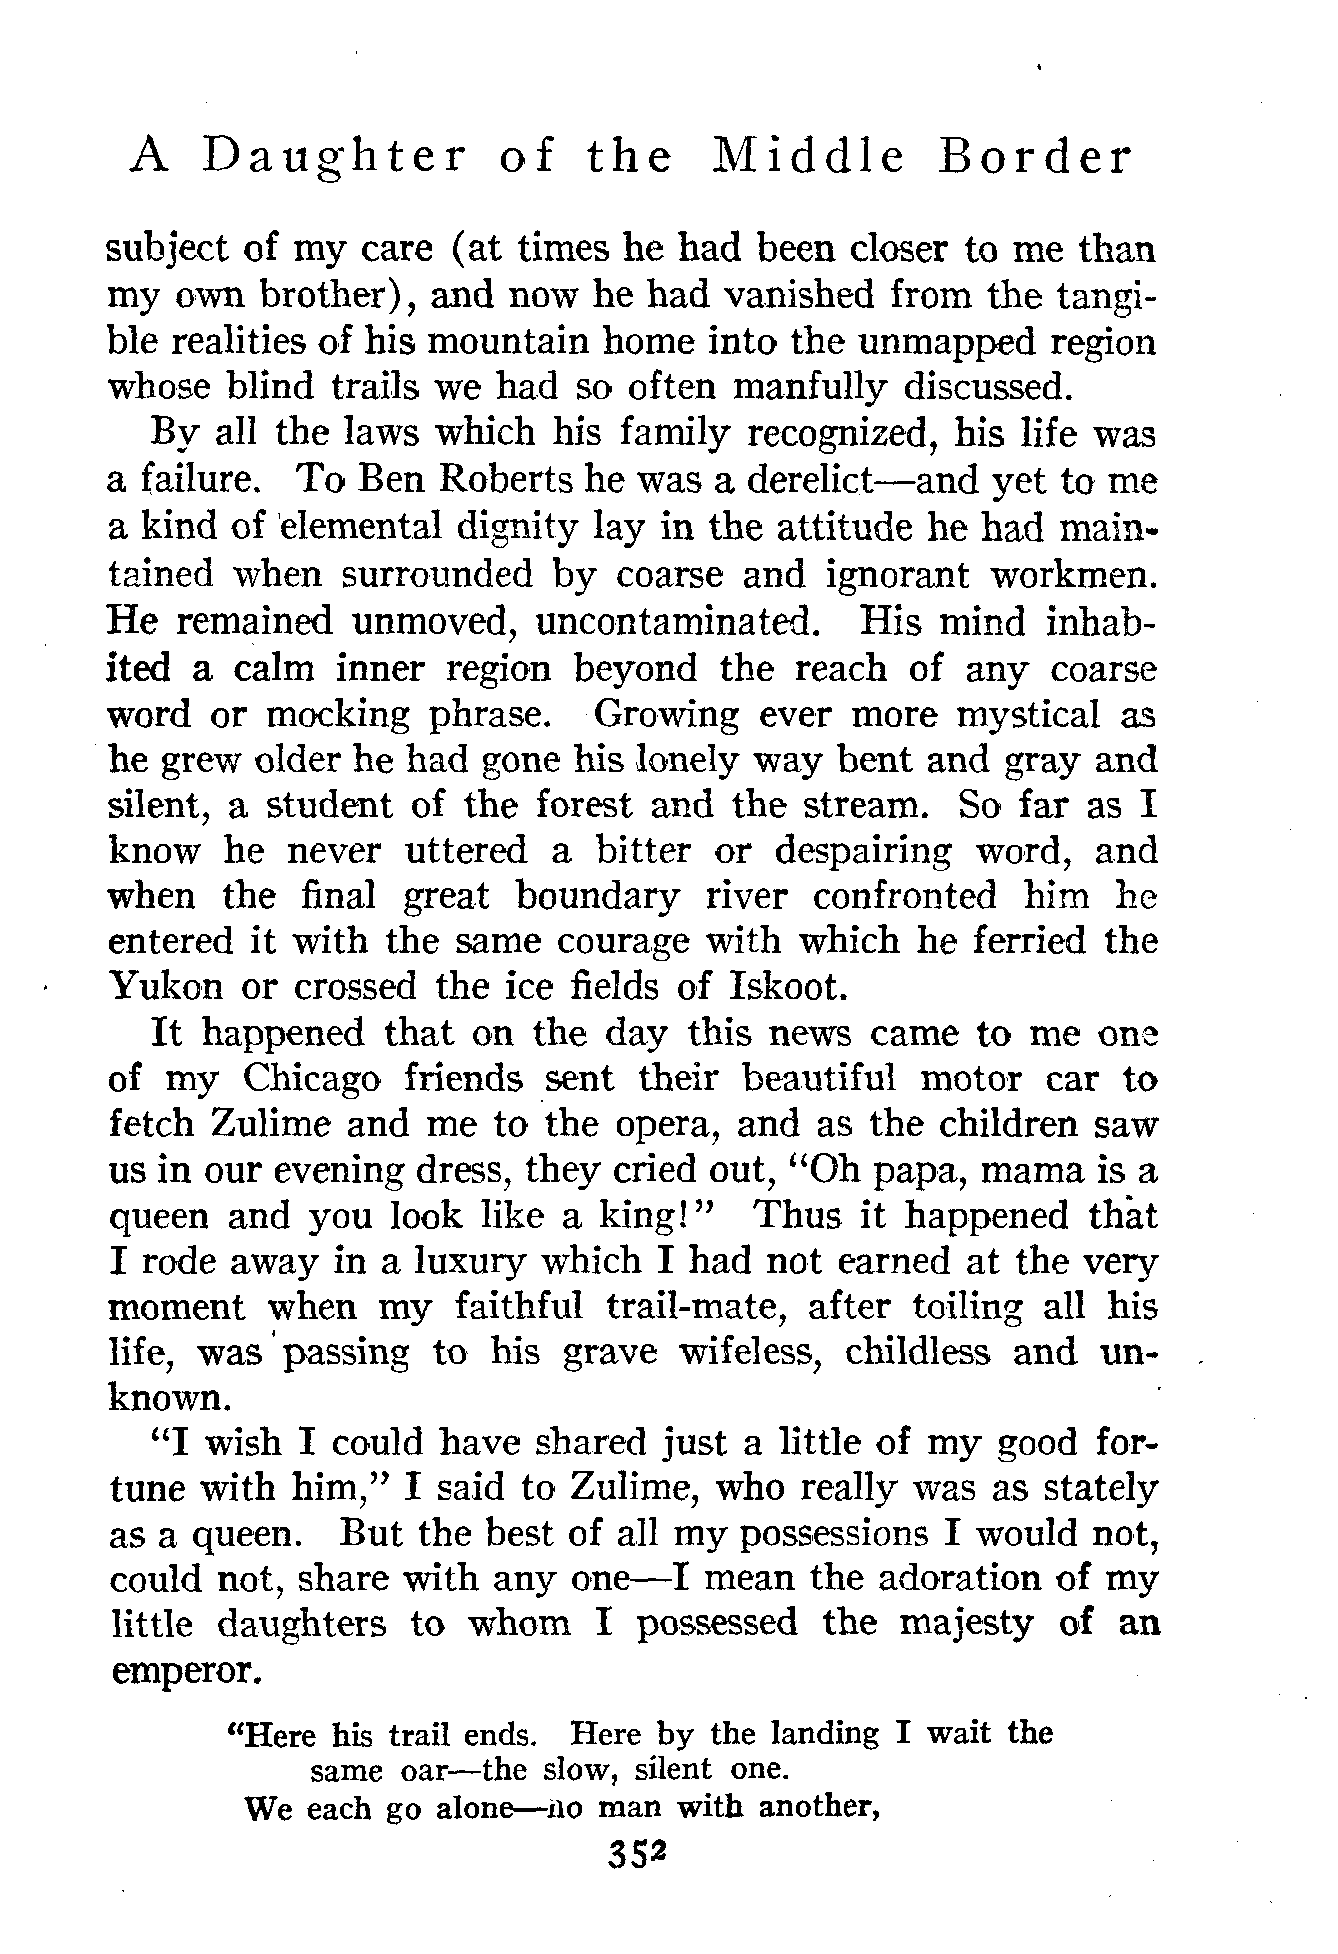 A Daughter of the Middle Border
subject of my care (at times he had been closer to me than
my own brother), and now he had vanished from the tangi-
ble realities of his mountain home into the unmapped region
whose blind trails we had so often manfully discussed.
By all the laws which his family recognized, his life was
a failure. To Ben Roberts he was a derelict—and yet to me
a kind of elemental dignity lay in the attitude he had main-
tained when surrounded by coarse and ignorant workmen.
He remained unmoved, uncontaminated. His mind inhab-
ited a calm inner region beyond the reach of any coarse
word or mocking phrase. Growing ever more mystical as
he grew older he had gone his lonely way bent and gray and
silent, a student of the forest and the stream. So far as I
know he never uttered a bitter or despairing word, and
when the final great boundary river confronted him he
entered it with the same courage with which he ferried the
Yukon or crossed the ice fields of Iskoot.
It happened that on the day this news came to me one
of my Chicago friends sent their beautiful motor car to
fetch Zulime and me to the opera, and as the children saw
us in our evening dress, they cried out, “Oh papa, mama is a
queen and you look like a king!” Thus it happened that
I rode away in a luxury which I had not earned at the very
moment when my faithful trail-mate, after toiling all his
life, was passing to his grave wifeless, childless and un-
known.
“I wish I could have shared just a little of my good for-
tune with him,” I said to Zulime, who really was as stately
as a queen. But the best of all my possessions I would not,
could not, share with any one—I mean the adoration of my
little daughters to whom I possessed the majesty of an
emperor.
“Here his trail ends. Here by the landing I wait the
same oar—the slow, silent one.
We each go alone—no man with another,
352